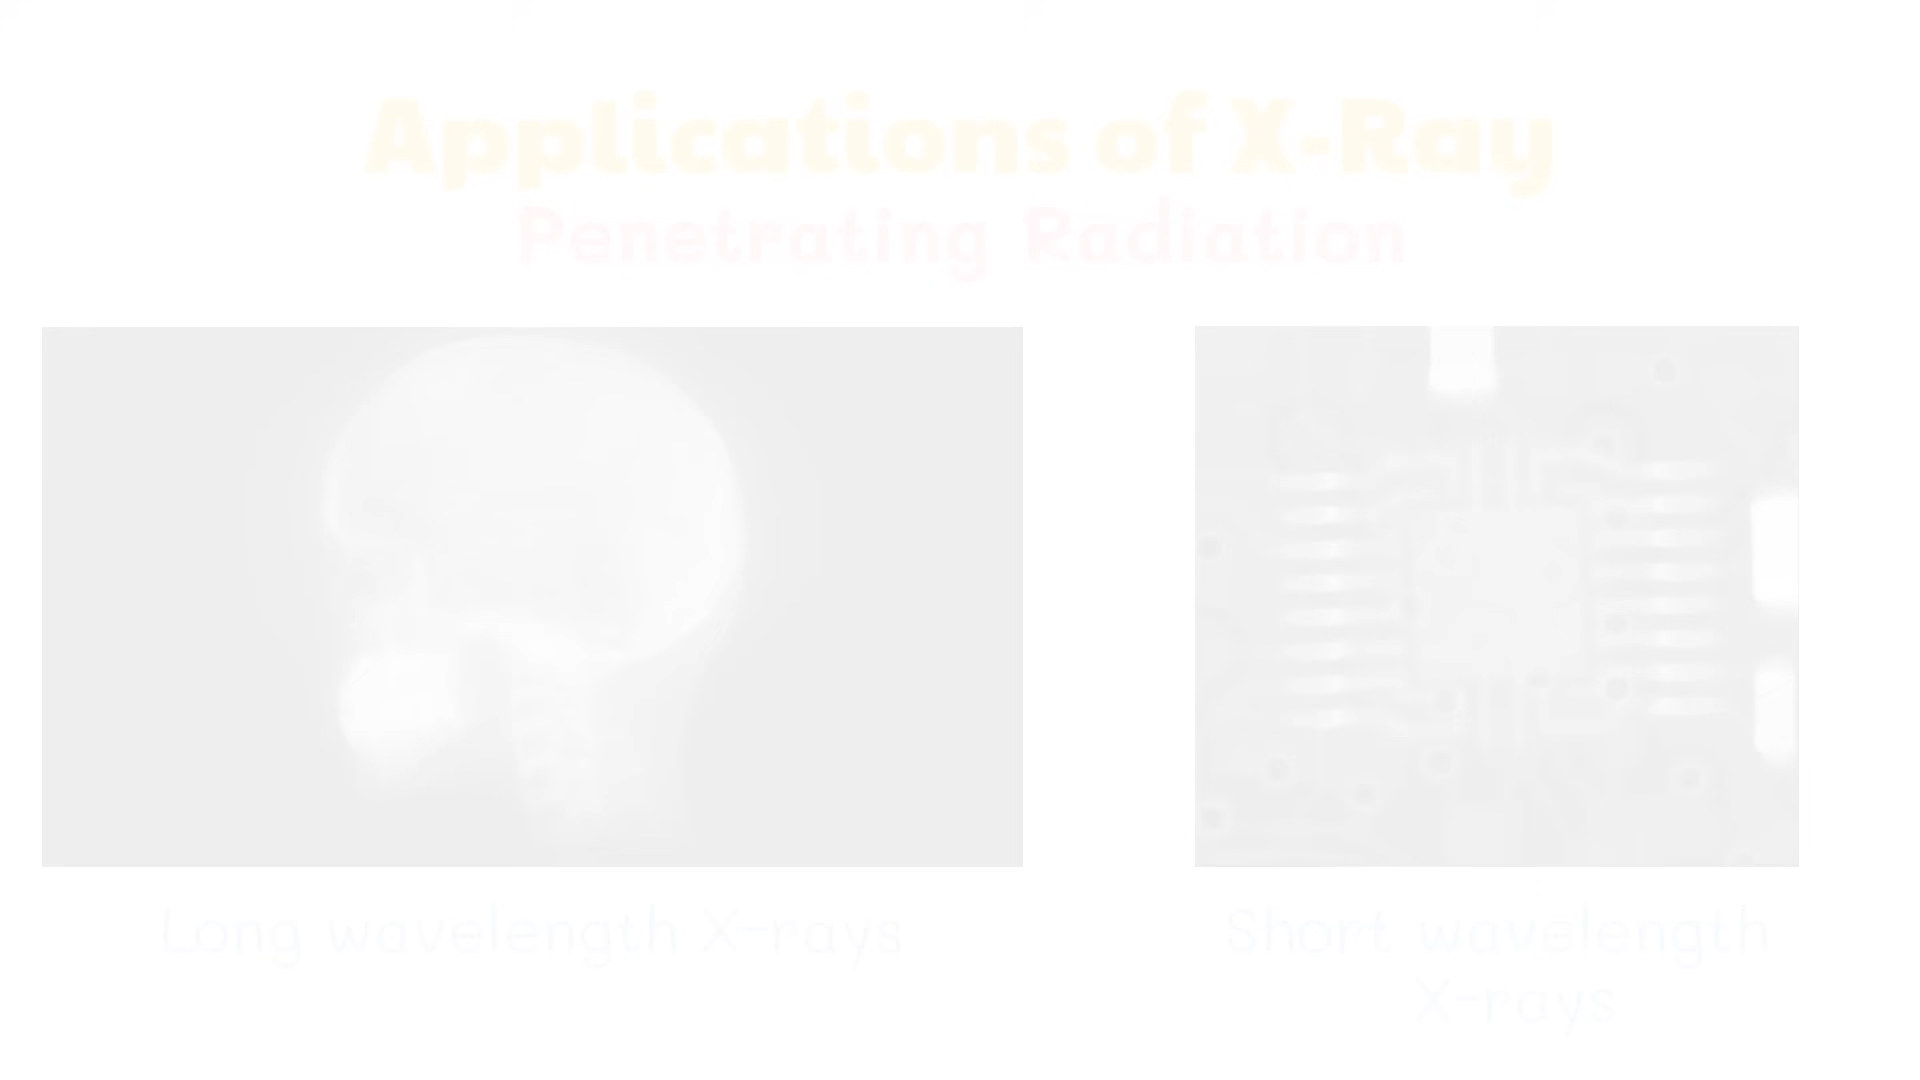 Applications of X-Ray
Penetrating Radiation
Long wavelength X-rays
Short wavelength
X-rays